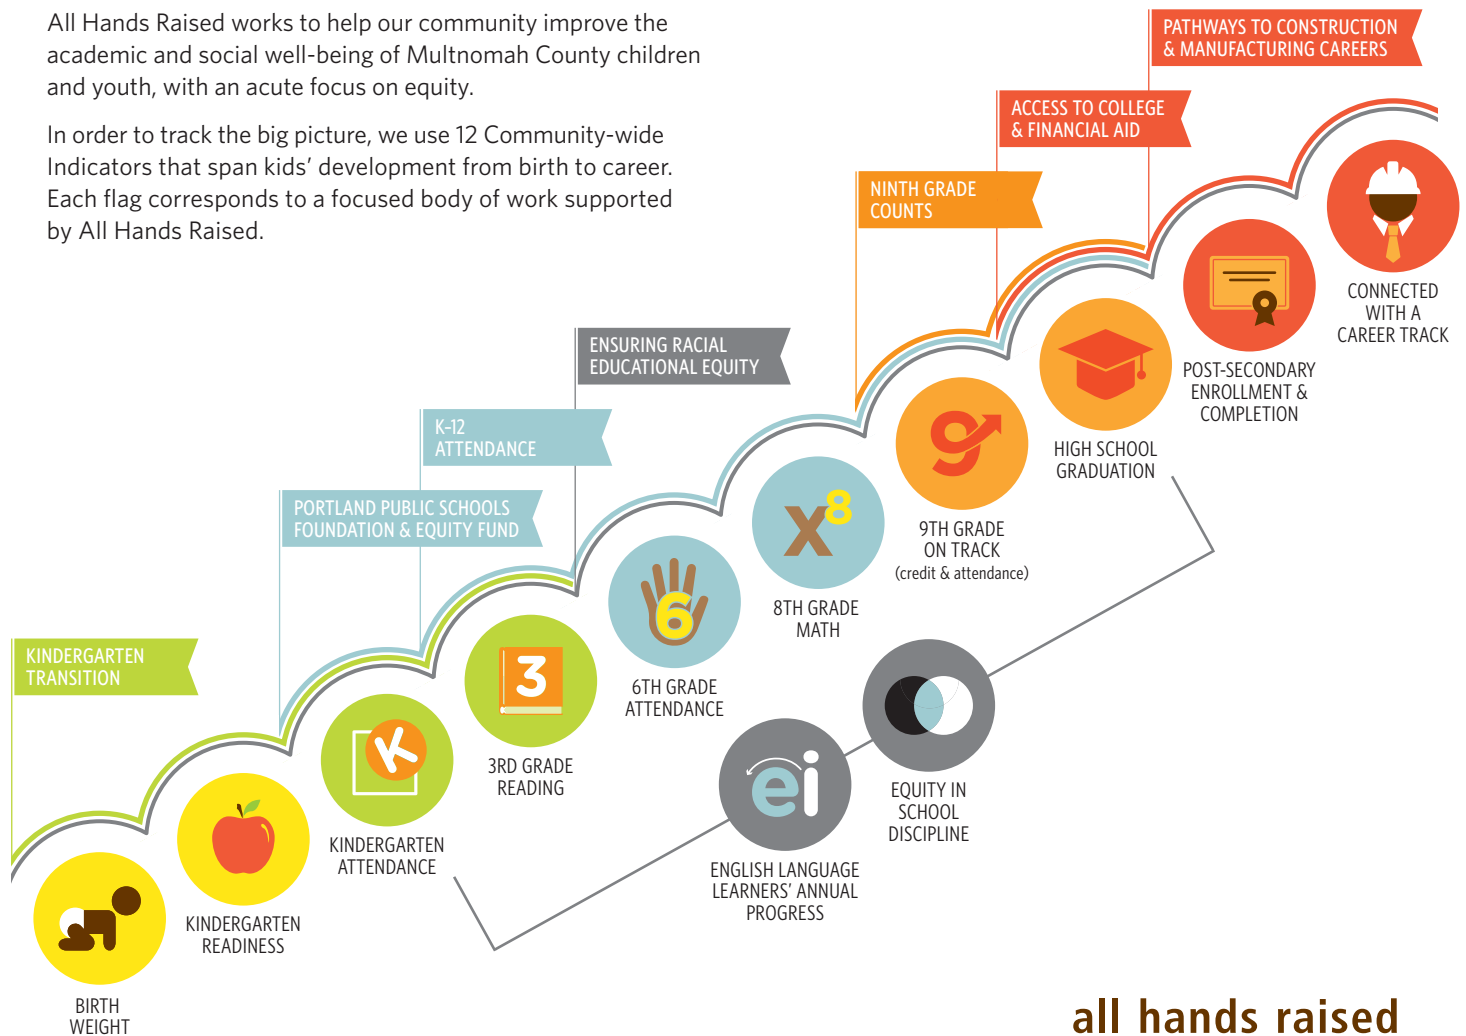 All Hands Raised works to help our community improve the
academic and social well-being of Multnomah County children
and youth, with an acute focus on equity.
In order to track the big picture, we use 12 Community-wide
Indicators that span kids' development from birth to career.
Each flag corresponds to a focused body of work supported
by All Hands Raised.
PATHWAYS TO CONSTRUCTION
& MANUFACTURING CAREERS
ACCESS TO COLLEGE
& FINANCIAL AID
NINTH GRADE
COUNTS
ENSURING RACIAL
EDUCATIONAL EQUITY
K-12
ATTENDANCE
PORTLAND PUBLIC SCHOOLS
FOUNDATION & EQUITY FUND
KINDERGARTEN
TRANSITION
BIRTH
WEIGHT
KINDERGARTEN
READINESS
K
KINDERGARTEN
ATTENDANCE
3
3RD GRADE
READING
6
6TH GRADE
ATTENDANCE
x8
8TH GRADE
MATH
9
9TH GRADE
ON TRACK
(credit & attendance)
HIGH SCHOOL
GRADUATION
POST-SECONDARY
ENROLLMENT &
COMPLETION
CONNECTED
WITH A
CAREER TRACK
ei
ENGLISH LANGUAGE
LEARNERS' ANNUAL
PROGRESS
EQUITY IN
SCHOOL
DISCIPLINE
all hands raised